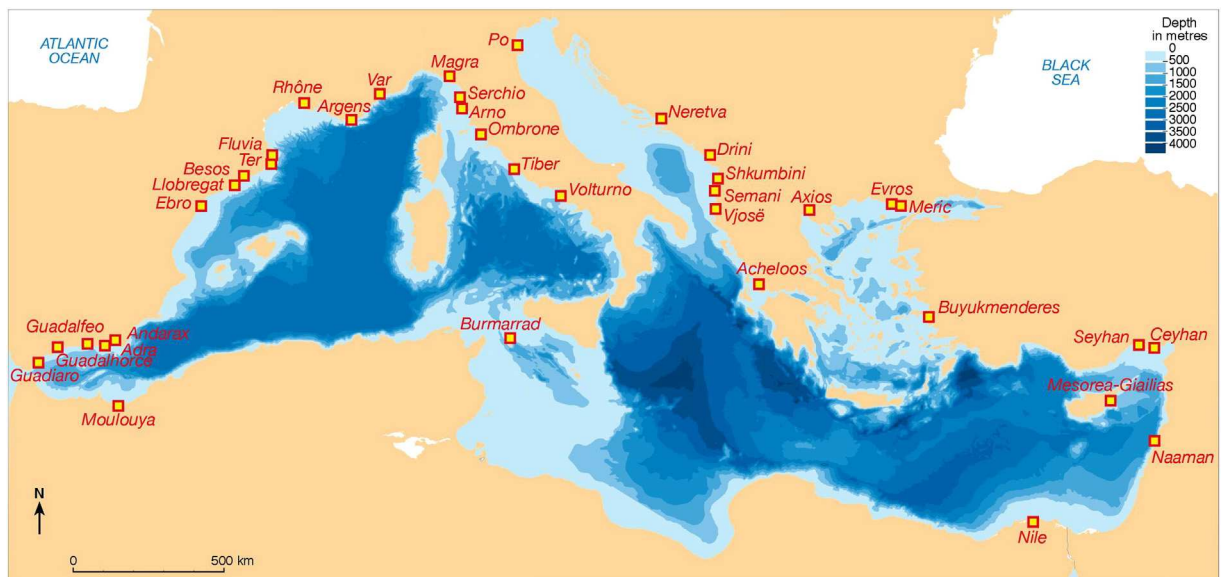 ATLANTIC
OCEAN
BLACK
SEA
Depth
in metres
0
500
1000
1500
2000
2500
3000
3500
4000
Po
Magra
Var
Rhône
Argens
Serchio
Arno
Ombrone
Neretva
Fluvia
Ter
Besos
Llobregat
Ebro
Tiber
Volturno
Drini
Shkumbini
Semani
Vjosë
Axios
Evros
Meric
Acheloos
Buyukmenderes
Guadalfeo
Andarax
Adra
Guadalhorce
Guadiaro
Moulouya
Burmarrad
Seyhan
Ceyhan
Mesorea-Giailias
Naaman
Nile
N
0
500 km